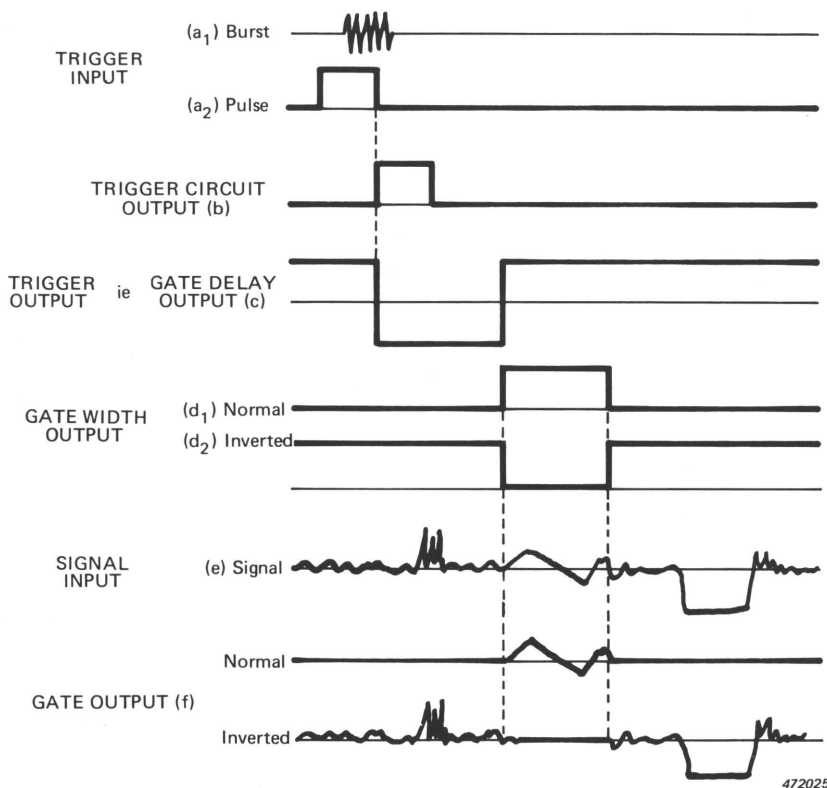 (a1) Burst
TRIGGER
INPUT
(a2) Pulse
TRIGGER CIRCUIT
OUTPUT (b)
TRIGGER
OUTPUT
ie
GATE DELAY
OUTPUT (c)
GATE WIDTH
OUTPUT
(d1) Normal
(d2) Inverted
SIGNAL
INPUT
(e) Signal
Normal
GATE OUTPUT (f)
Inverted
472025